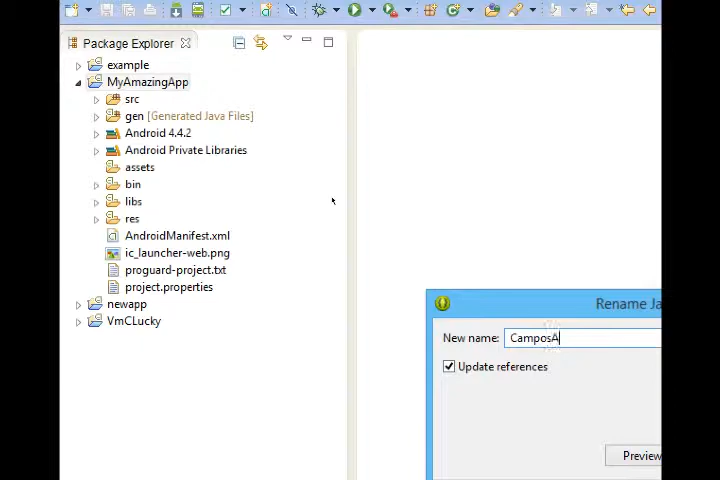 Package Explorer
example
MyAmazingApp
src
gen [Generated Java Files]
Android 4.4.2
Android Private Libraries
assets
bin
libs
res
AndroidManifest.xml
ic_launcher-web.png
proguard-project.txt
project.properties
newapp
VmCLucky
Rename Ja
New name: CamposA
Update references
Preview